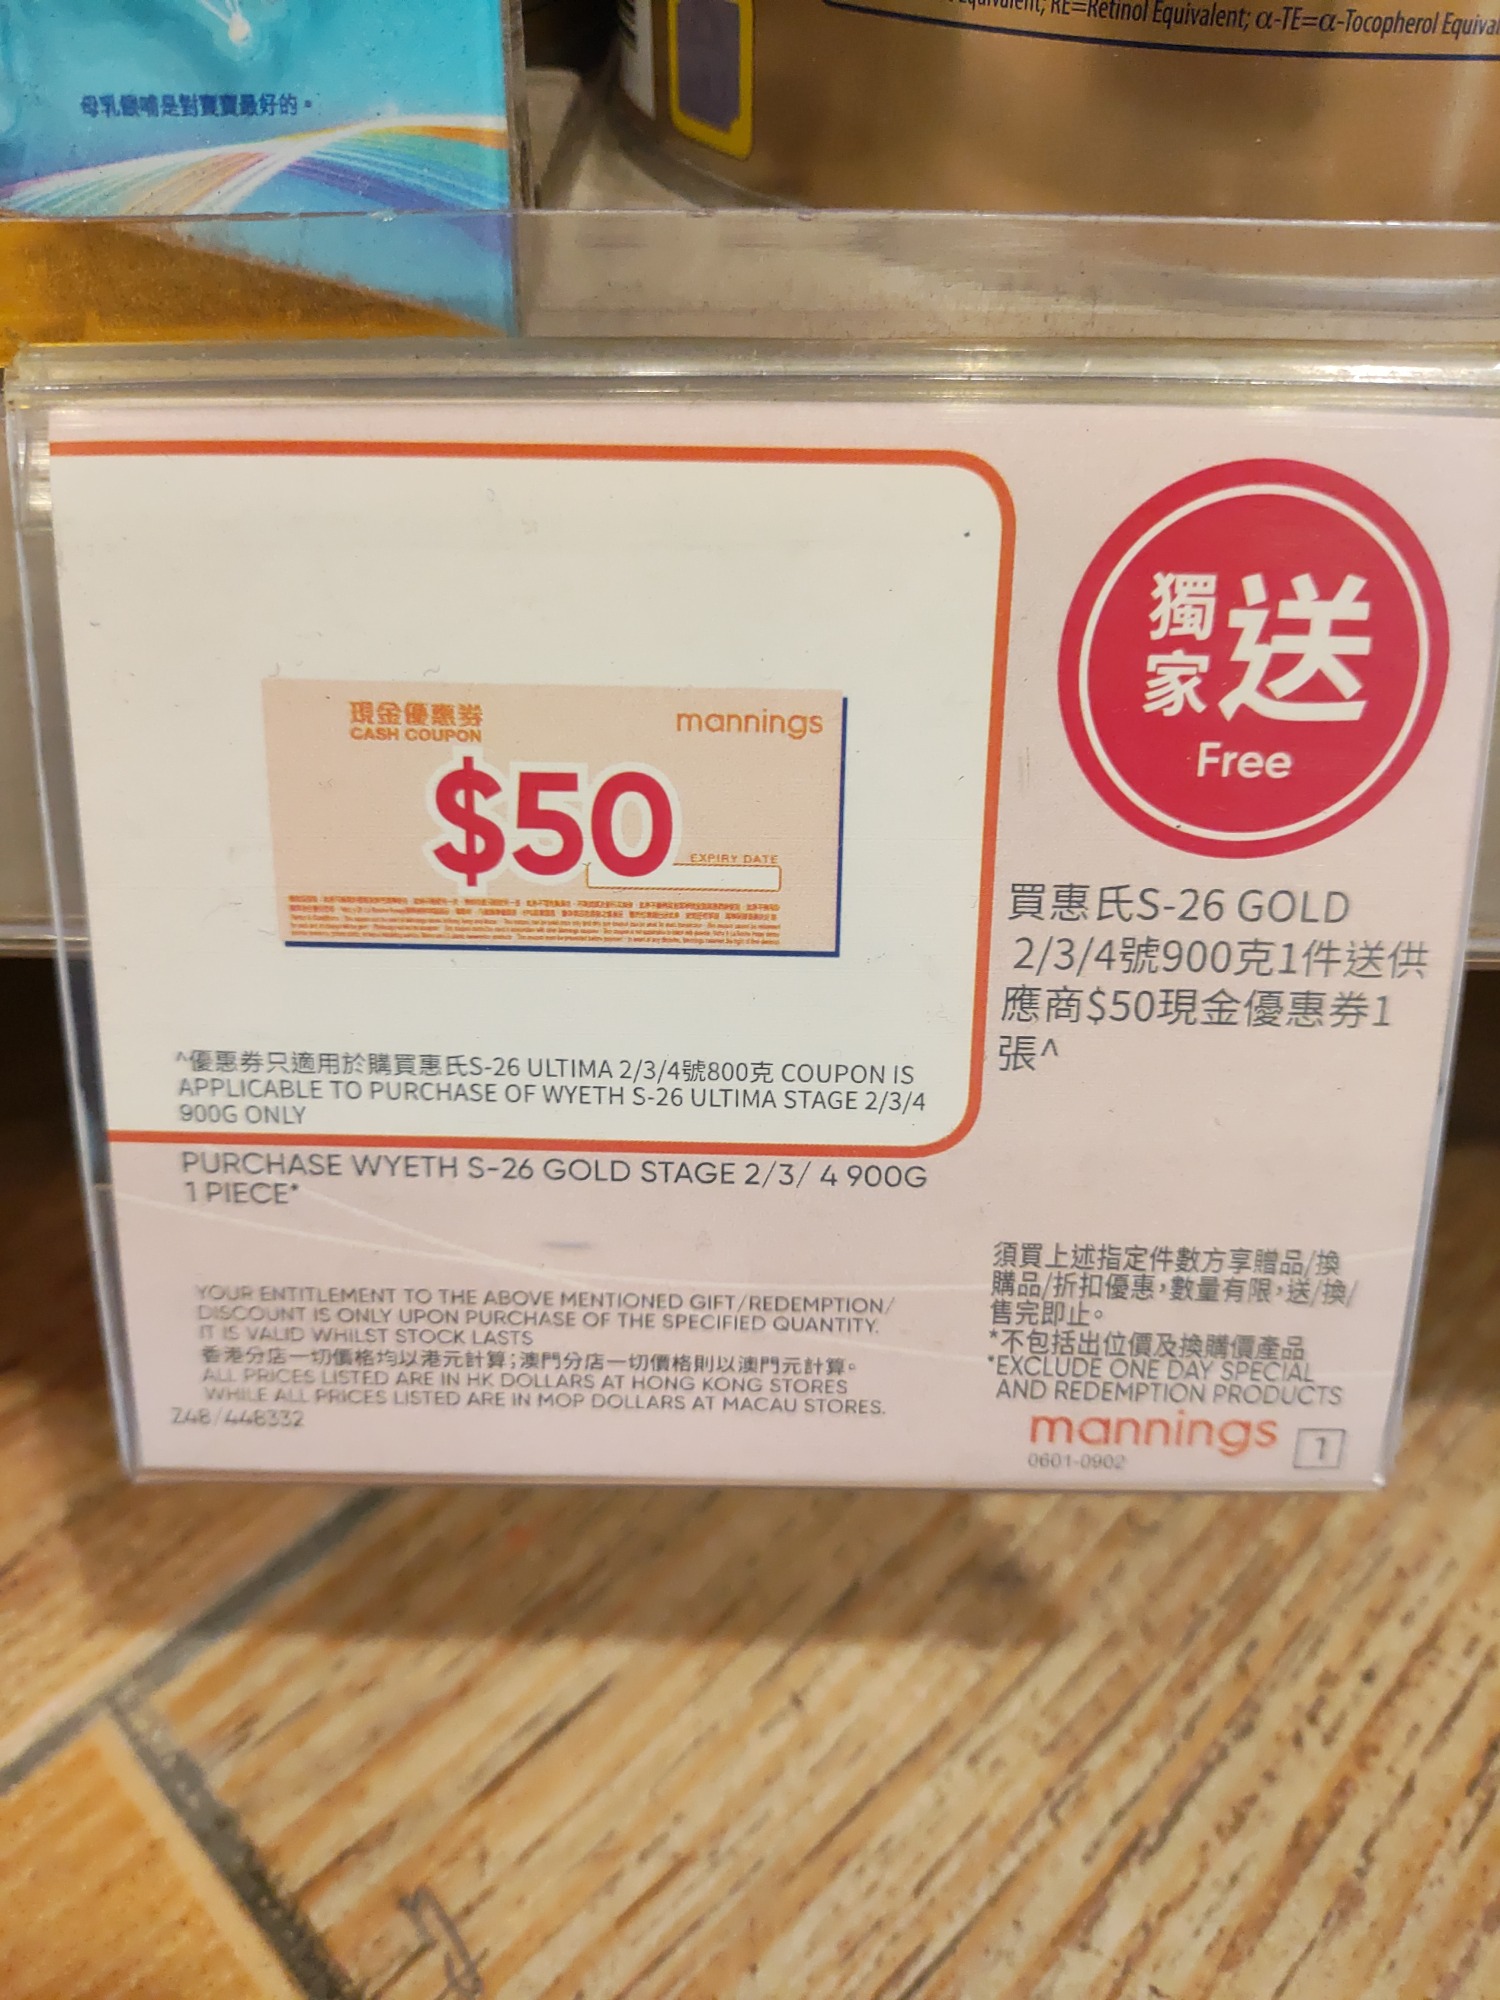 RE=Retinol Equivalent; α-TE=α-Tocopherol
母乳餵哺是對寶寶最好的。
獨家送
Free
現金優惠券
CASH COUPON
mannings
$50
EXPIRY DATE
買惠氏S-26 GOLD
2/3/4號900克1件送供
應商$50現金優惠券1
張^
^優惠券只適用於購買惠氏S-26 ULTIMA 2/3/4號800克 COUPON IS
APPLICABLE TO PURCHASE OF WYETH S-26 ULTIMA STAGE 2/3/4
900G ONLY
PURCHASE WYETH S-26 GOLD STAGE 2/3/ 4 900G
1 PIECE*
YOUR ENTITLEMENT TO THE ABOVE MENTIONED GIFT/REDEMPTION/
DISCOUNT IS ONLY UPON PURCHASE OF THE SPECIFIED QUANTITY.
IT IS VALID WHILST STOCK LASTS
香港分店一切價格均以港元計算;澳門分店一切價格則以澳門元計算。
ALL PRICES LISTED ARE IN HK DOLLARS AT HONG KONG STORES
WHILE ALL PRICES LISTED ARE IN MOP DOLLARS AT MACAU STORES.
Z48/448332
須買上述指定件數方享贈品/換
購品/折扣優惠,數量有限,送/換/
售完即止。
*不包括出位價及換購價產品
*EXCLUDE ONE DAY SPECIAL
AND REDEMPTION PRODUCTS
mannings
1
0601-0902